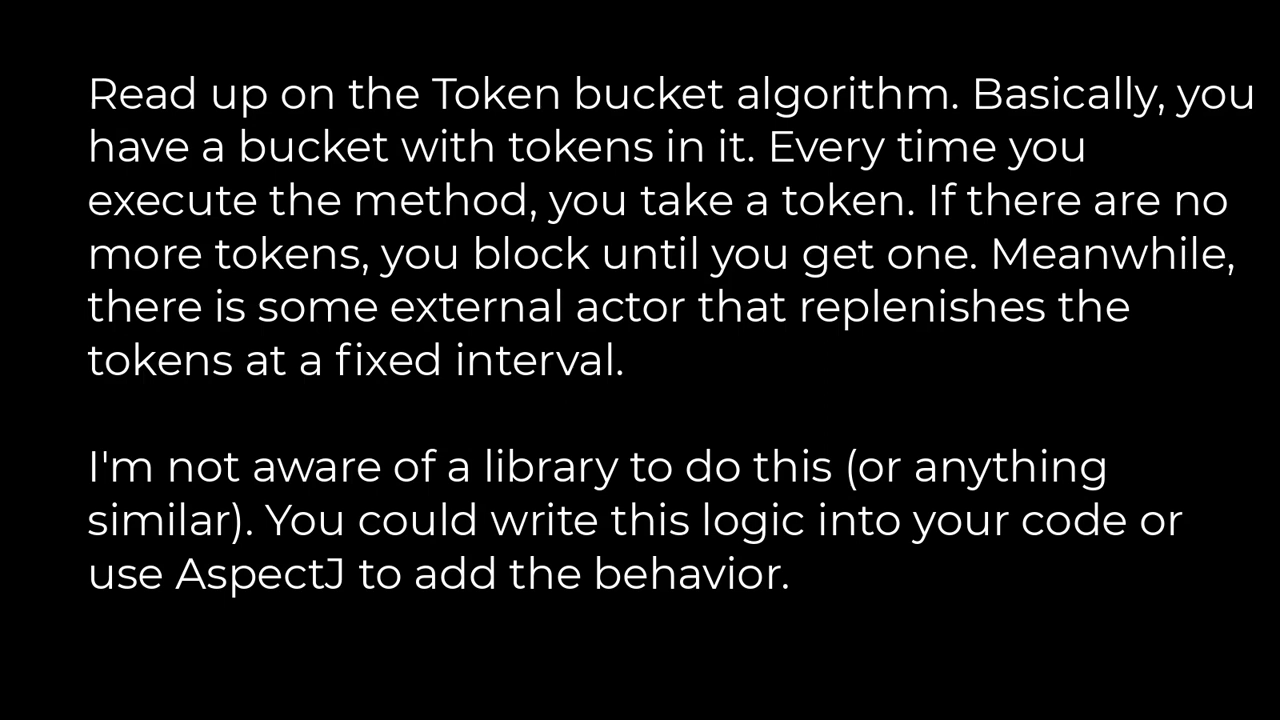 Read up on the Token bucket algorithm. Basically, you
have a bucket with tokens in it. Every time you
execute the method, you take a token. If there are no
more tokens, you block until you get one. Meanwhile,
there is some external actor that replenishes the
tokens at a fixed interval.
I'm not aware of a library to do this (or anything
similar). You could write this logic into your code or
use AspectJ to add the behavior.